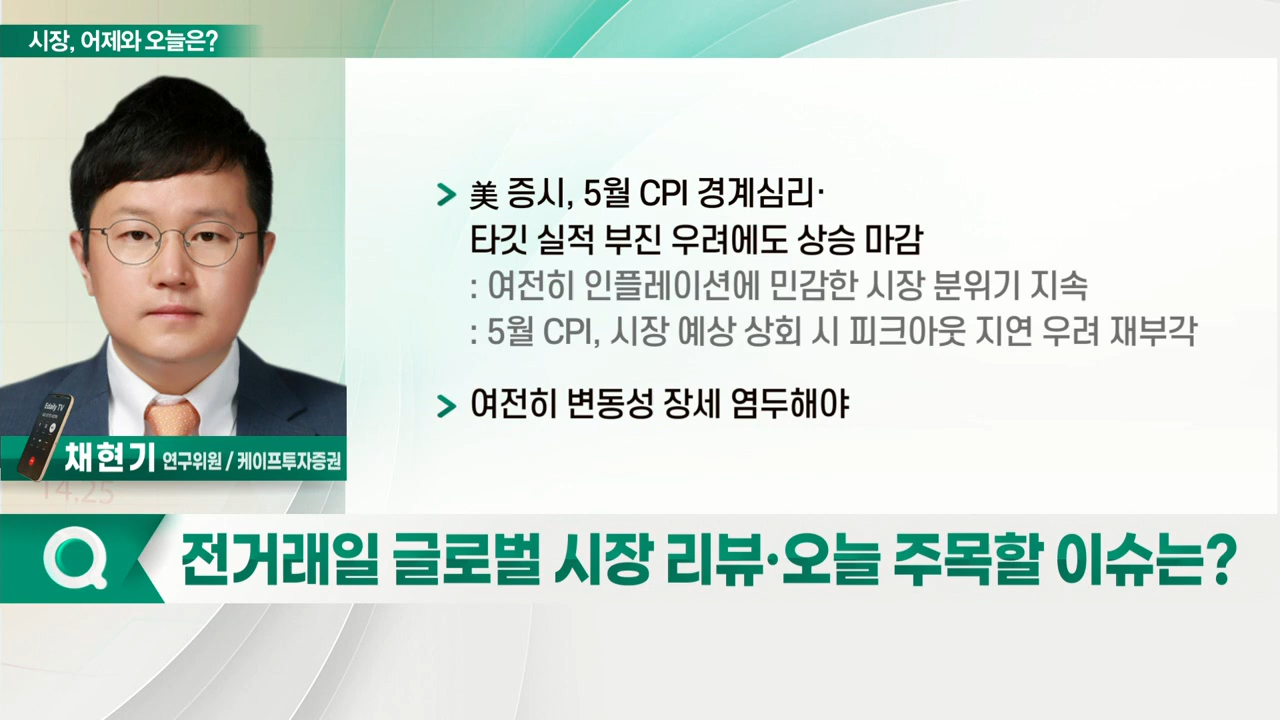 시장, 어제와 오늘은?
> 美 증시, 5월 CPI 경계심리·
타깃 실적 부진 우려에도 상승 마감
: 여전히 인플레이션에 민감한 시장 분위기 지속
: 5월 CPI, 시장 예상 상회 시 피크아웃 지연 우려 재부각
> 여전히 변동성 장세 염두해야
Edaily TV
채현기 연구위원 / 케이프투자증권
14.25
Q 전거래일 글로벌 시장 리뷰·오늘 주목할 이슈는?